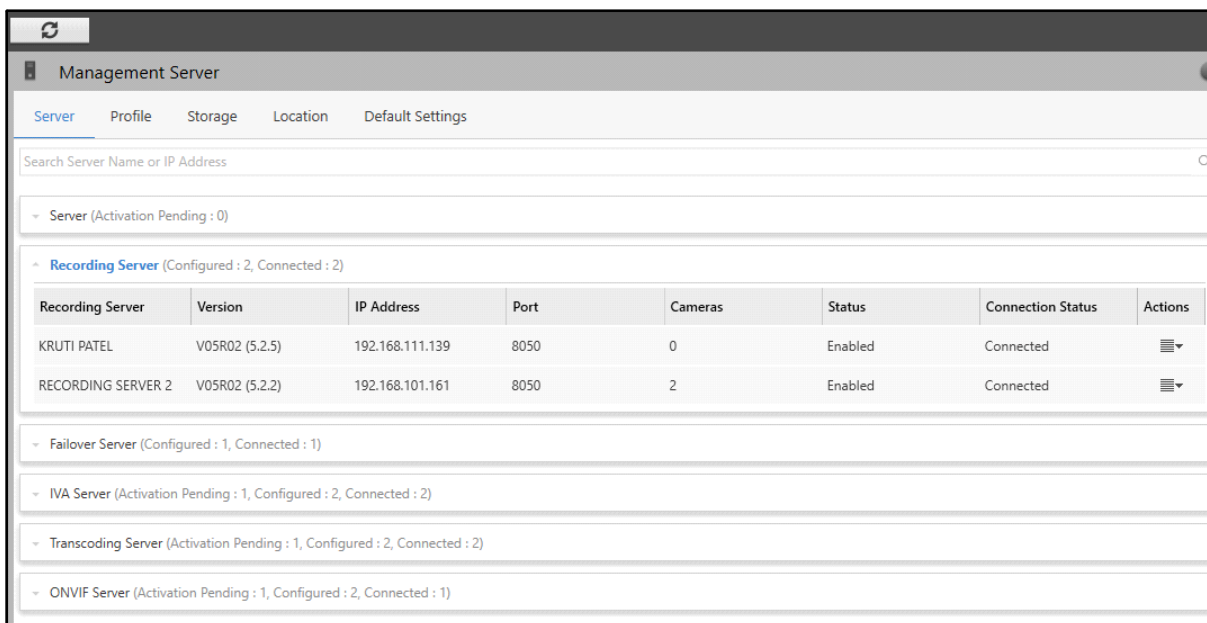 Management Server
Server Profile Storage Location Default Settings
Search Server Name or IP Address
Server (Activation Pending : 0)
Recording Server (Configured : 2, Connected : 2)
Recording Server Version IP Address Port Cameras Status Connection Status Actions
KRUTI PATEL V05R02 (5.2.5) 192.168.111.139 8050 0 Enabled Connected
RECORDING SERVER 2 V05R02 (5.2.2) 192.168.101.161 8050 2 Enabled Connected
Failover Server (Configured : 1, Connected : 1)
IVA Server (Activation Pending : 1, Configured : 2, Connected : 2)
Transcoding Server (Activation Pending : 1, Configured : 2, Connected : 2)
ONVIF Server (Activation Pending : 1, Configured : 2, Connected : 1)